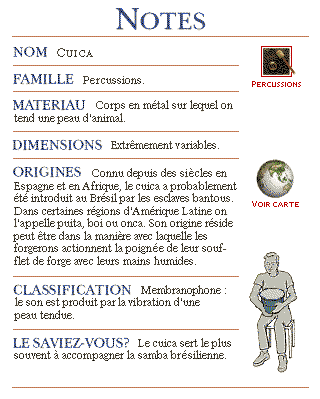 NOTES
NOM CUICA
PERCUSSIONS
FAMILLE Percussions.
MATERIAU Corps en métal sur lequel on
tend une peau d'animal.
DIMENSIONS Extrêmement variables.
ORIGINES Connu depuis des siècles en
Espagne et en Afrique, le cuica a probablement
été introduit au Brésil par les esclaves bantous.
Dans certaines régions d'Amérique Latine on
l'appelle puita, boi ou onca. Son origine réside
peut être dans la manière avec laquelle les
forgerons actionnent la poignée de leur souf-
flet de forge avec leurs mains humides.
VOIR CARTE
CLASSIFICATION Membranophone :
le son est produit par la vibration d'une
peau tendue.
LE SAVIEZ-VOUS? Le cuica sert le plus
souvent à accompagner la samba brésilienne.